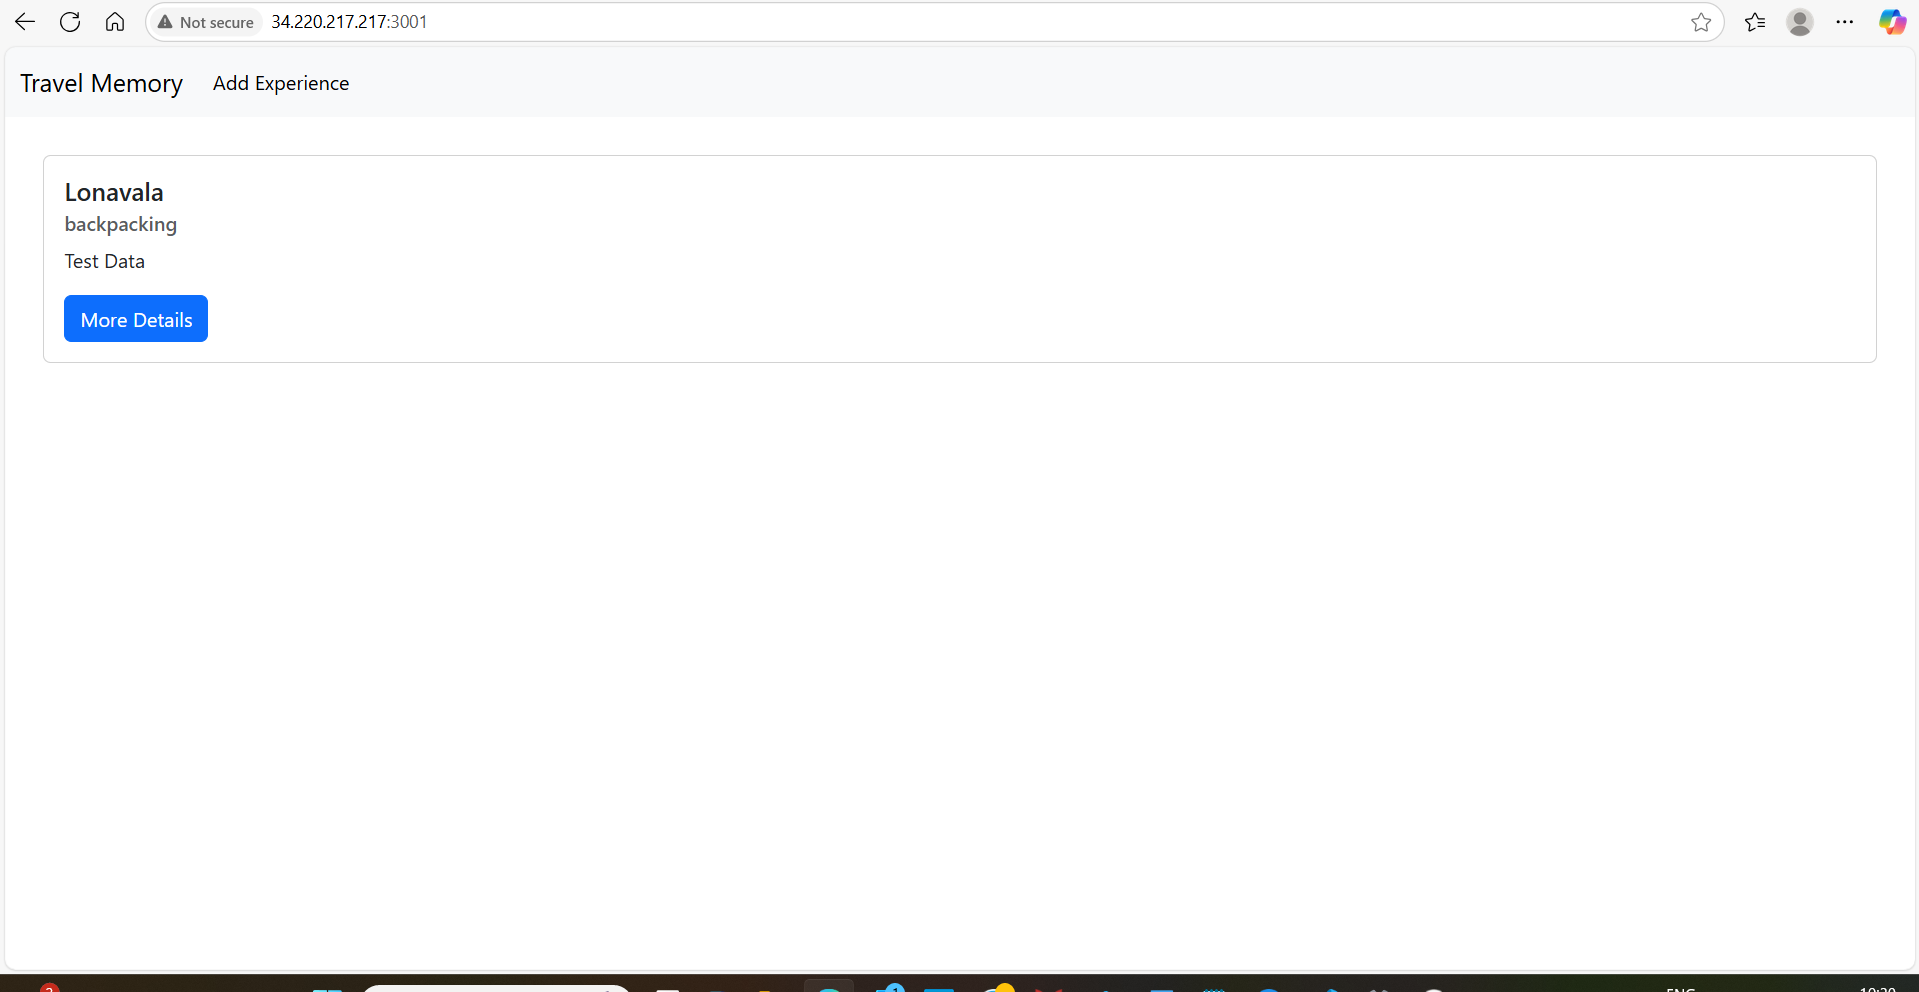 Not secure 34.220.217.217:3001
Travel Memory Add Experience
Lonavala
backpacking
Test Data
More Details